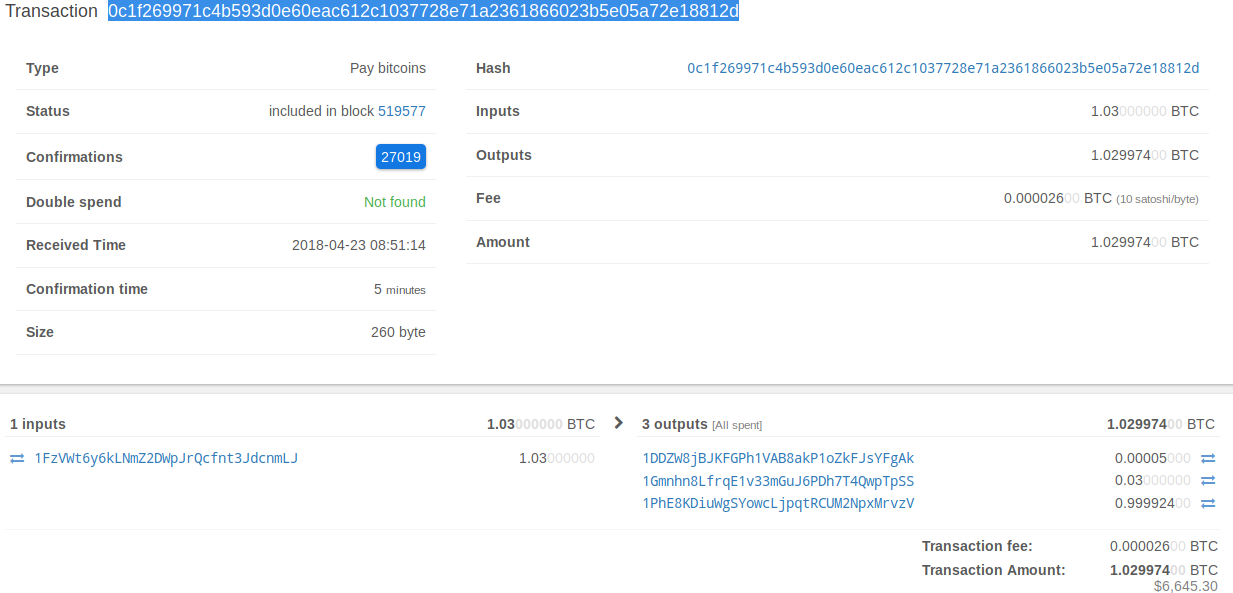 Transaction 0c1f269971c4b593d0e60eac612c1037728e71a2361866023b5e05a72e18812d
Type Pay bitcoins
Status included in block 519577
Confirmations 27019
Double spend Not found
Received Time 2018-04-23 08:51:14
Confirmation time 5 minutes
Size 260 byte
Hash 0c1f269971c4b593d0e60eac612c1037728e71a2361866023b5e05a72e18812d
Inputs 1.03000000 BTC
Outputs 1.02997400 BTC
Fee 0.00002600 BTC (10 satoshi/byte)
Amount 1.02997400 BTC
1 inputs 1.03000000 BTC
1FzVWt6y6kLNmZ2DWpJrQcfnt3JdcnmLJ 1.03000000
3 outputs [All spent] 1.02997400 BTC
1DDZW8jBJKFGPh1VAB8akP1oZkFJsYFgAk 0.00005000
1Gmnhn8LfrqE1v33mGuJ6PDh7T4QwpTpSS 0.03000000
1PhE8KDiuWgSYowcLjpqtRCUM2NpxMrvzV 0.99992400
Transaction fee: 0.00002600 BTC
Transaction Amount: 1.02997400 BTC
$6,645.30